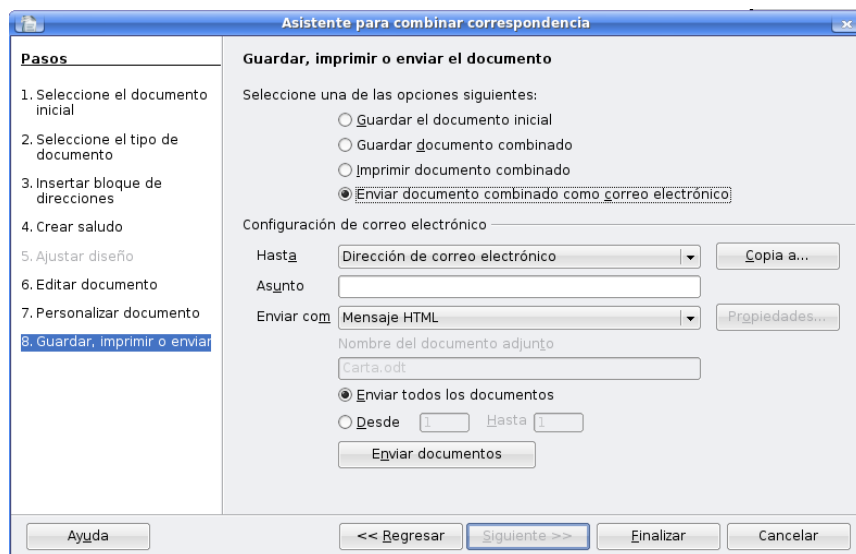 Asistente para combinar correspondencia
Pasos
1. Seleccione el documento
inicial
2. Seleccione el tipo de
documento
3. Insertar bloque de
direcciones
4. Crear saludo
5. Ajustar diseño
6. Editar documento
7. Personalizar documento
8. Guardar, imprimir o enviar
Guardar, imprimir o enviar el documento
Seleccione una de las opciones siguientes:
Guardar el documento inicial
Guardar documento combinado
Imprimir documento combinado
Enviar documento combinado como correo electrónico
Configuración de correo electrónico
Hasta Dirección de correo electrónico Copia a...
Asunto
Enviar com Mensaje HTML Propiedades...
Nombre del documento adjunto
Carta.odt
Enviar todos los documentos
Desde 1 Hasta 1
Enviar documentos
Ayuda << Regresar Siguiente >> Finalizar Cancelar